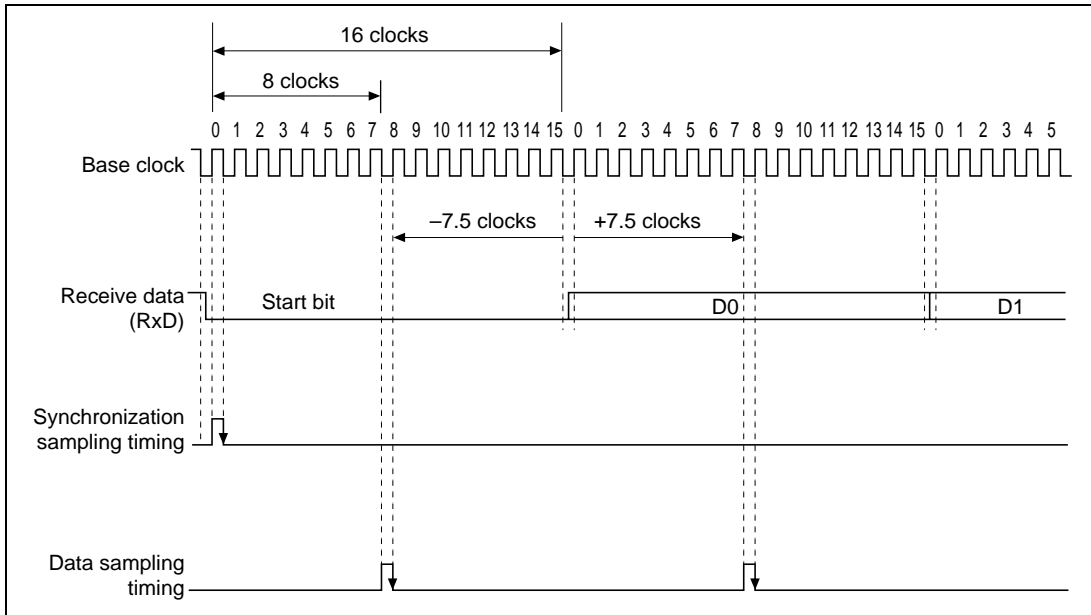 16 clocks
8 clocks
0 1 2 3 4 5 6 7 8 9 10 11 12 13 14 15 0 1 2 3 4 5 6 7 8 9 10 11 12 13 14 15 0 1 2 3 4 5
Base clock
–7.5 clocks +7.5 clocks
Receive data
(RxD)
Start bit D0 D1
Synchronization
sampling timing
Data sampling
timing